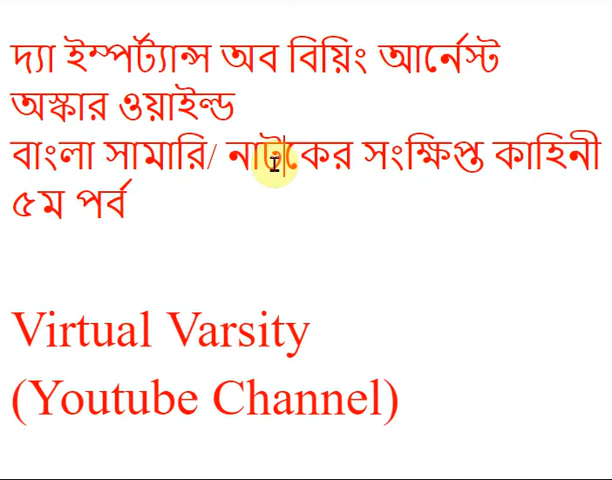 দ্যা ইম্পর্ট্যান্স অব বিয়িং আর্নেস্ট
অস্কার ওয়াইল্ড
বাংলা সামারি/ নাটকের সংক্ষিপ্ত কাহিনী
৫ম পর্ব
Virtual Varsity
(Youtube Channel)